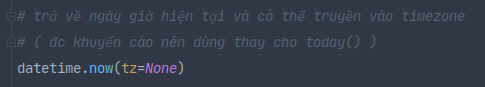 # trả về ngày giờ hiện tại và có thể truyền vào timezone
# ( đc khuyến cáo nên dùng thay cho today() )
datetime.now(tz=None)